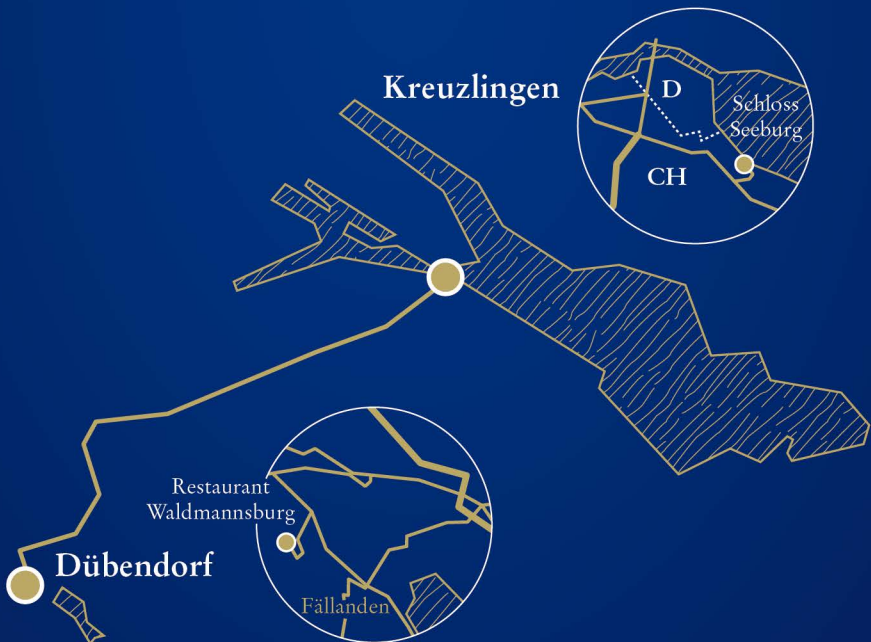 Kreuzlingen
D
Schloss
Seeburg
CH
Restaurant
Waldmannsburg
Dübendorf
Fällanden